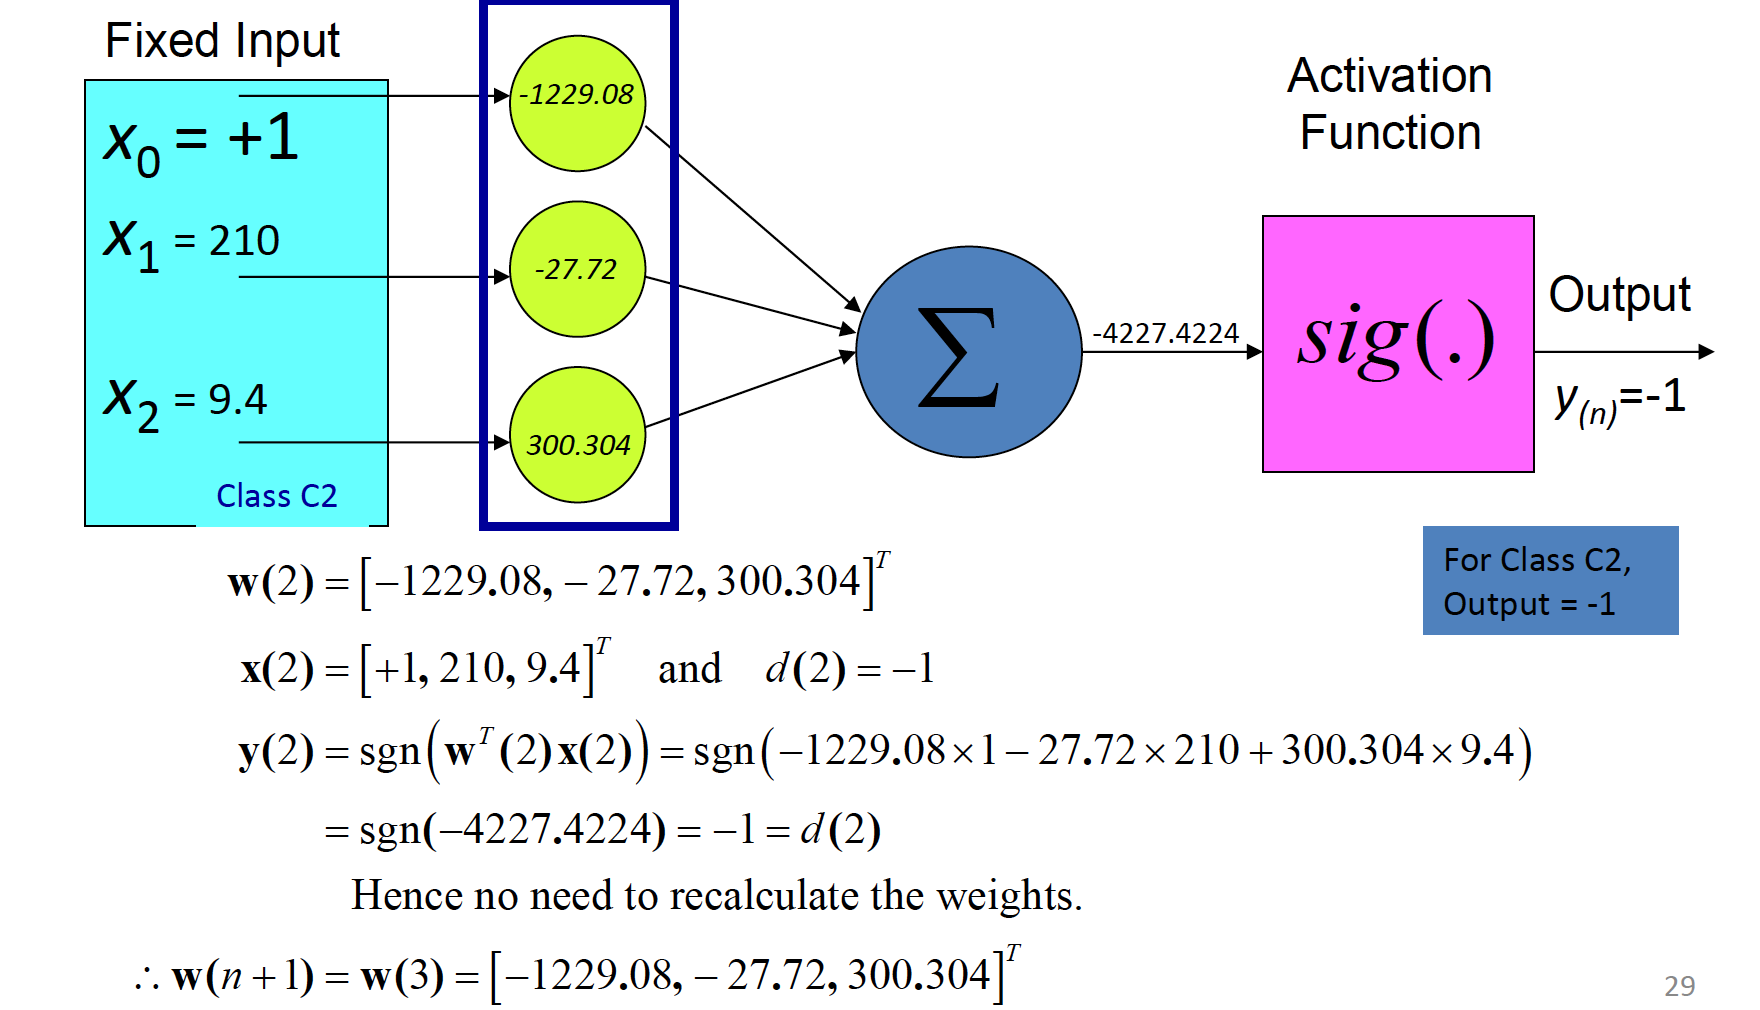 Fixed Input
x₀ = +1
x₁ = 210
x₂ = 9.4
Class C2
-1229.08
-27.72
300.304
∑
-4227.4224
Activation
Function
sig(.)
Output
y₍ₙ₎=-1
For Class C2,
Output = -1
w(2) = [−1229.08, −27.72, 300.304]ᵀ
x(2) = [+1, 210, 9.4]ᵀ and d(2) = −1
y(2) = sgn(wᵀ(2)x(2)) = sgn(−1229.08×1−27.72×210+300.304×9.4)
= sgn(−4227.4224) = −1 = d(2)
Hence no need to recalculate the weights.
∴ w(n+1) = w(3) = [−1229.08, −27.72, 300.304]ᵀ
29